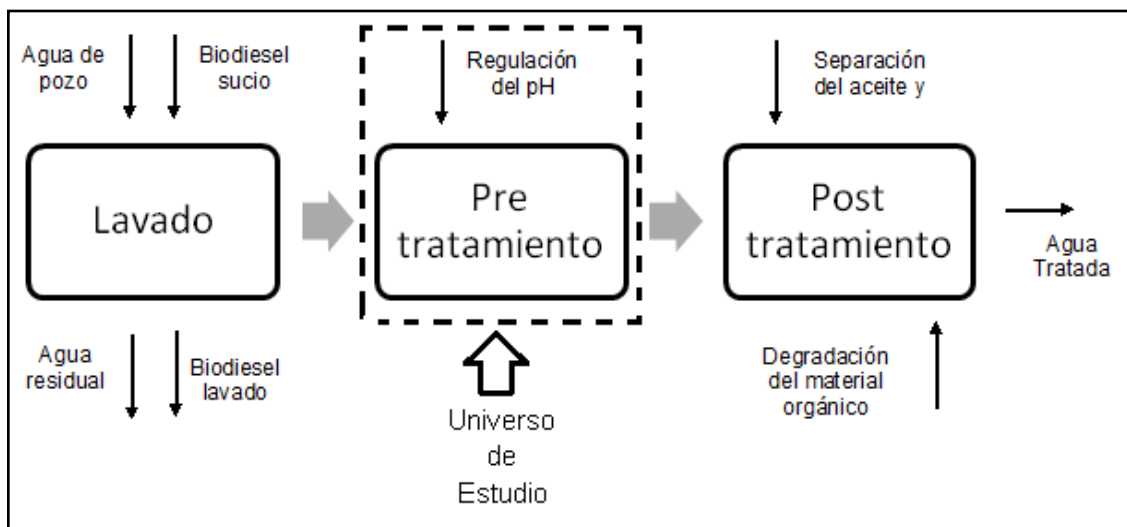 Agua de
pozo
Biodiesel
sucio
Regulación
del pH
Separación
del aceite y
Lavado
Pre
tratamiento
Post
tratamiento
Agua
Tratada
Agua
residual
Biodiesel
lavado
Universo
de
Estudio
Degradación
del material
orgánico